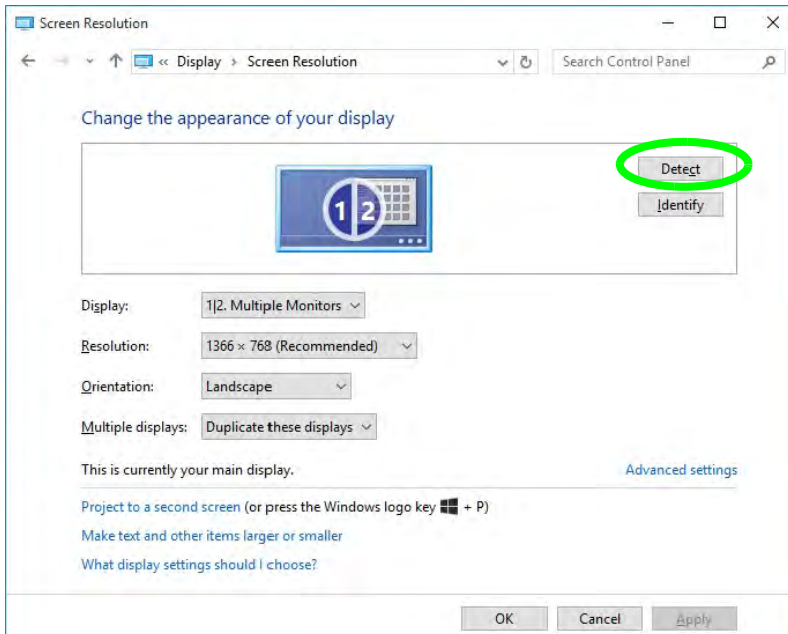 Screen Resolution
« Display › Screen Resolution
Search Control Panel
Change the appearance of your display
1 2
Detect
Identify
Display: 1|2. Multiple Monitors
Resolution: 1366 × 768 (Recommended)
Orientation: Landscape
Multiple displays: Duplicate these displays
This is currently your main display. Advanced settings
Project to a second screen (or press the Windows logo key + P)
Make text and other items larger or smaller
What display settings should I choose?
OK Cancel Apply